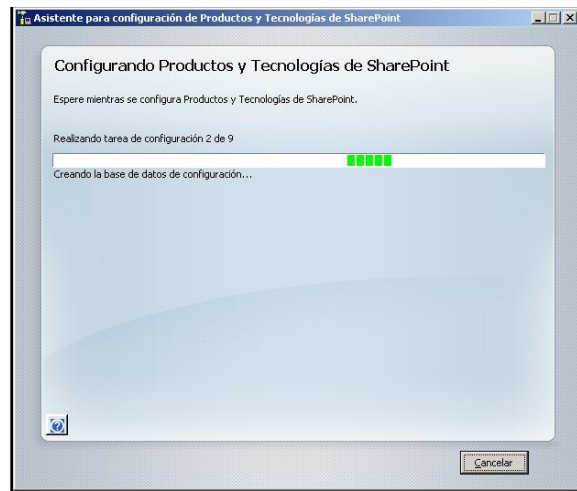 Asistente para configuración de Productos y Tecnologías de SharePoint
Configurando Productos y Tecnologías de SharePoint
Espere mientras se configura Productos y Tecnologías de SharePoint.
Realizando tarea de configuración 2 de 9
Creando la base de datos de configuración...
Cancelar